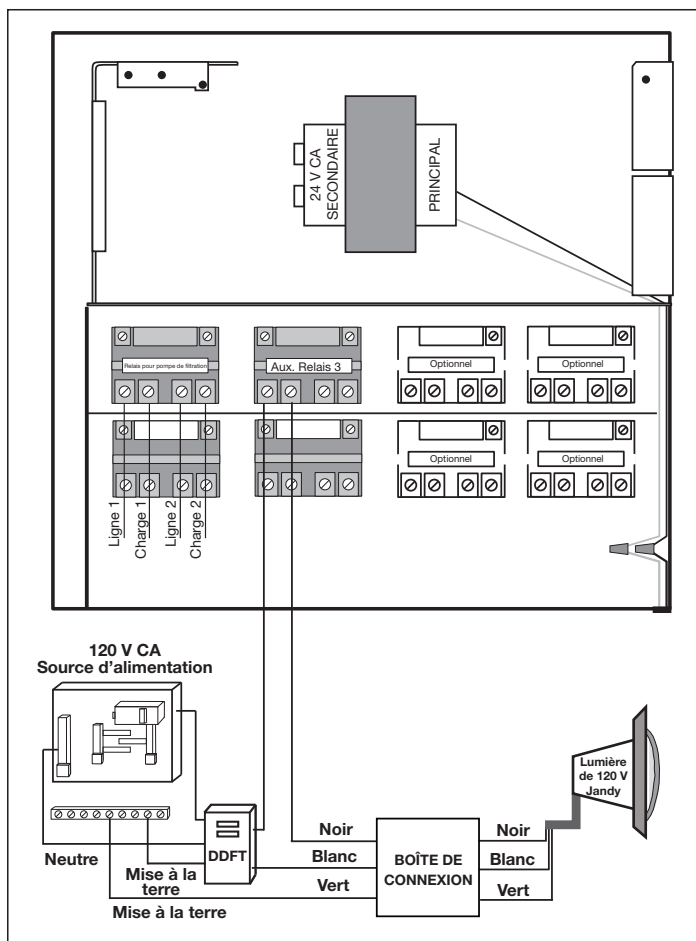 24 V CA
SECONDAIRE
PRINCIPAL
Relais pour pompe de filtration
Aux. Relais 3
Optionnel
Optionnel
Optionnel
Optionnel
Ligne 1
Charge 1
Ligne 2
Charge 2
120 V CA
Source d’alimentation
Lumière
de 120 V
Jandy
DDFT
Neutre
Mise à la
terre
Mise à la terre
Noir
Blanc
Vert
BOÎTE DE
CONNEXION
Noir
Blanc
Vert